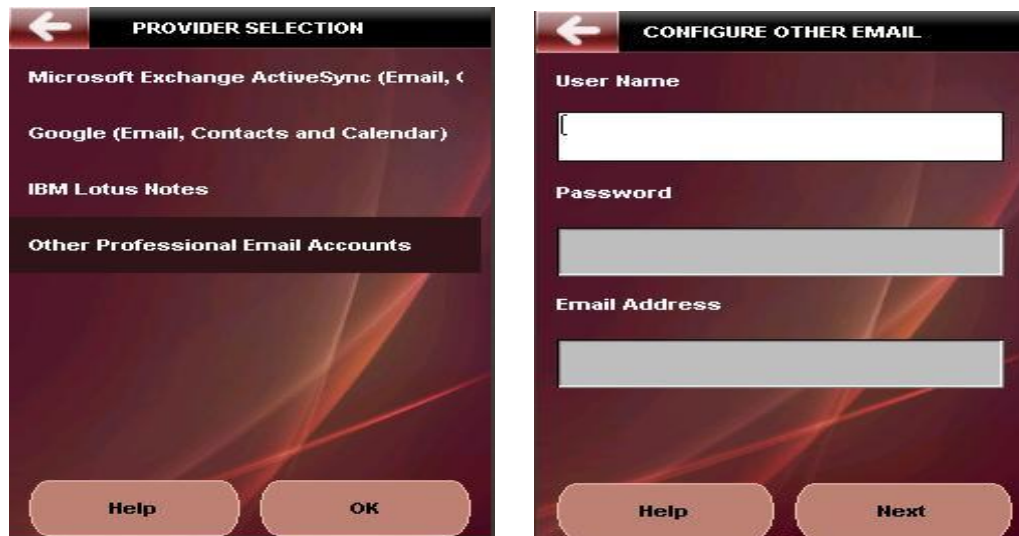 PROVIDER SELECTION
Microsoft Exchange ActiveSync (Email, 
Google (Email, Contacts and Calendar)
IBM Lotus Notes
Other Professional Email Accounts
Help
OK
CONFIGURE OTHER EMAIL
User Name
Password
Email Address
Help
Next